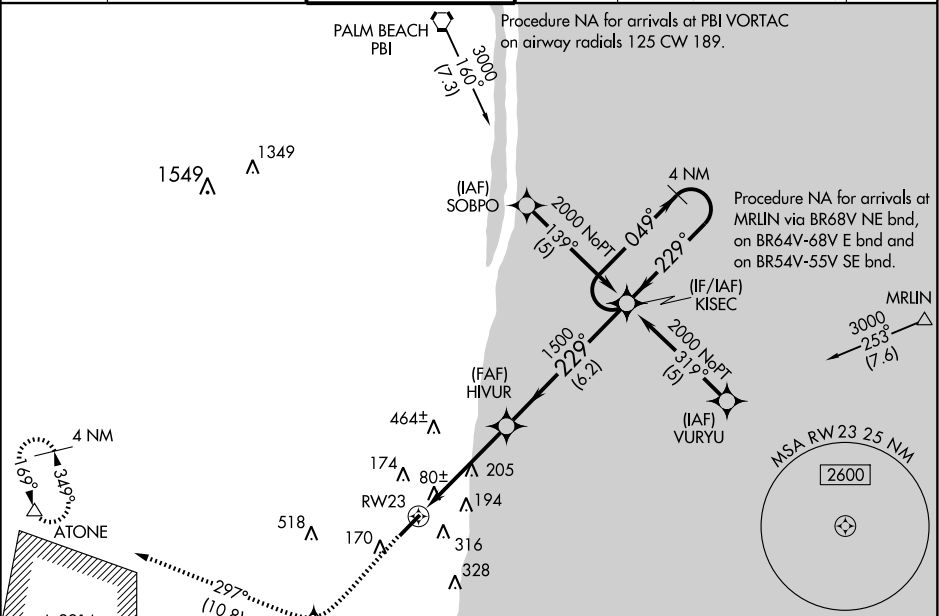 PALM BEACH
PBI
3000
160°
(7.3)
Procedure NA for arrivals at PBI VORTAC
on airway radials 125 CW 189.
1549
1349
(IAF)
SOBPO
2000 NoPT
139°
(5)
4 NM
049°
229°
Procedure NA for arrivals at
MRLIN via BR68V NE bnd,
on BR64V-68V E bnd and
on BR54V-55V SE bnd.
(IF/IAF)
KISEC
MRLIN
3000
253°
(7.6)
1500
229°
(6.2)
2000 NoPT
319°
(5)
(IAF)
VURYU
(FAF)
HIVUR
464±
174
80±
205
RW23
194
518
170
316
328
4 NM
169°
349°
ATONE
297°
(10.8)
MSA RW23 25 NM
2600